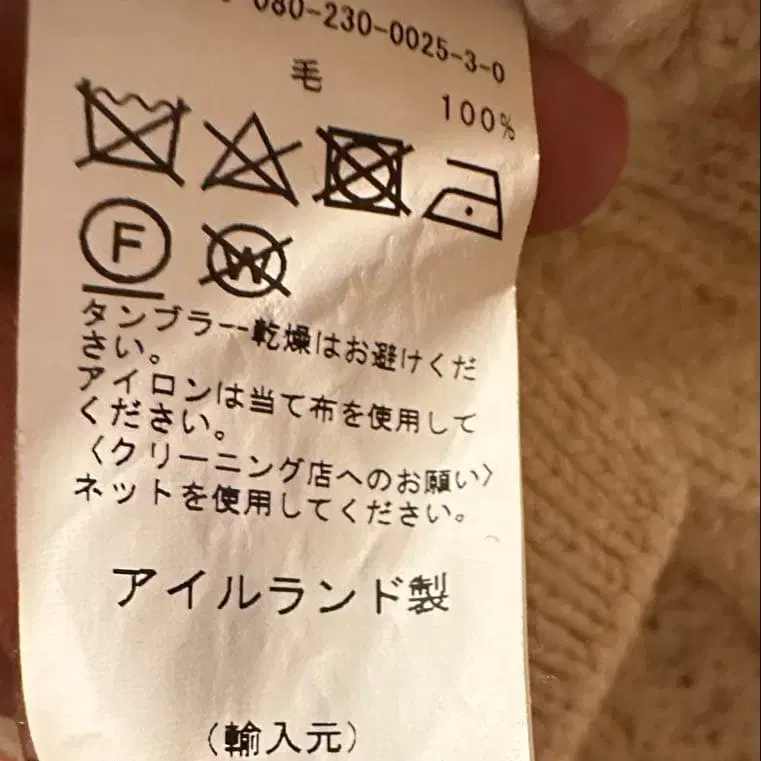 080-230-0025-3-0
毛
100%
F
W
タンブラー乾燥はお避けくだ
さい。
アイロンは当て布を使用して
ください。
〈クリーニング店へのお願い〉
ネットを使用してください。
アイルランド製
(輸入元)